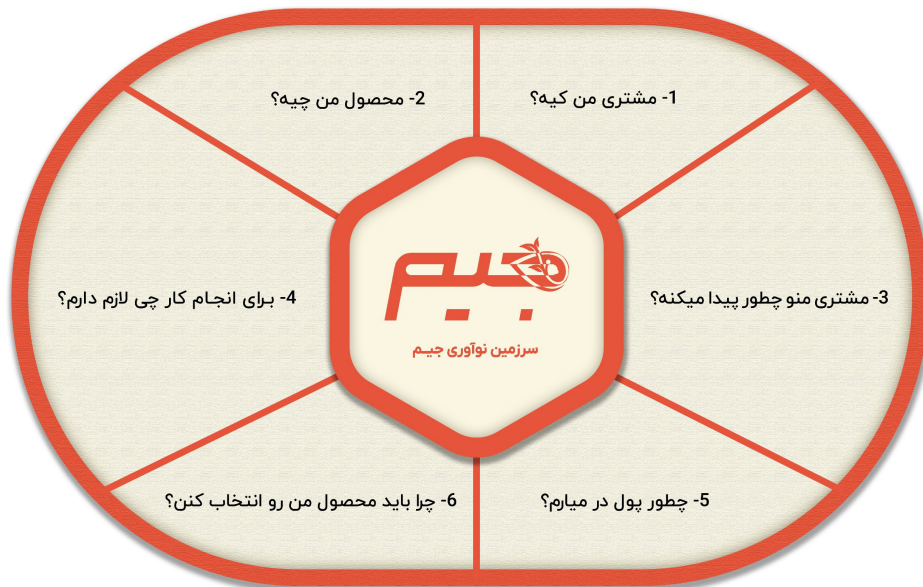 1- مشتری من کیه؟
2- محصول من چیه؟
3- مشتری منو چطور پیدا میکنه؟
4- برای انجام کار چی لازم دارم؟
جیم
سرزمین نوآوری جیم
5- چطور پول در میارم؟
6- چرا باید محصول من رو انتخاب کنن؟